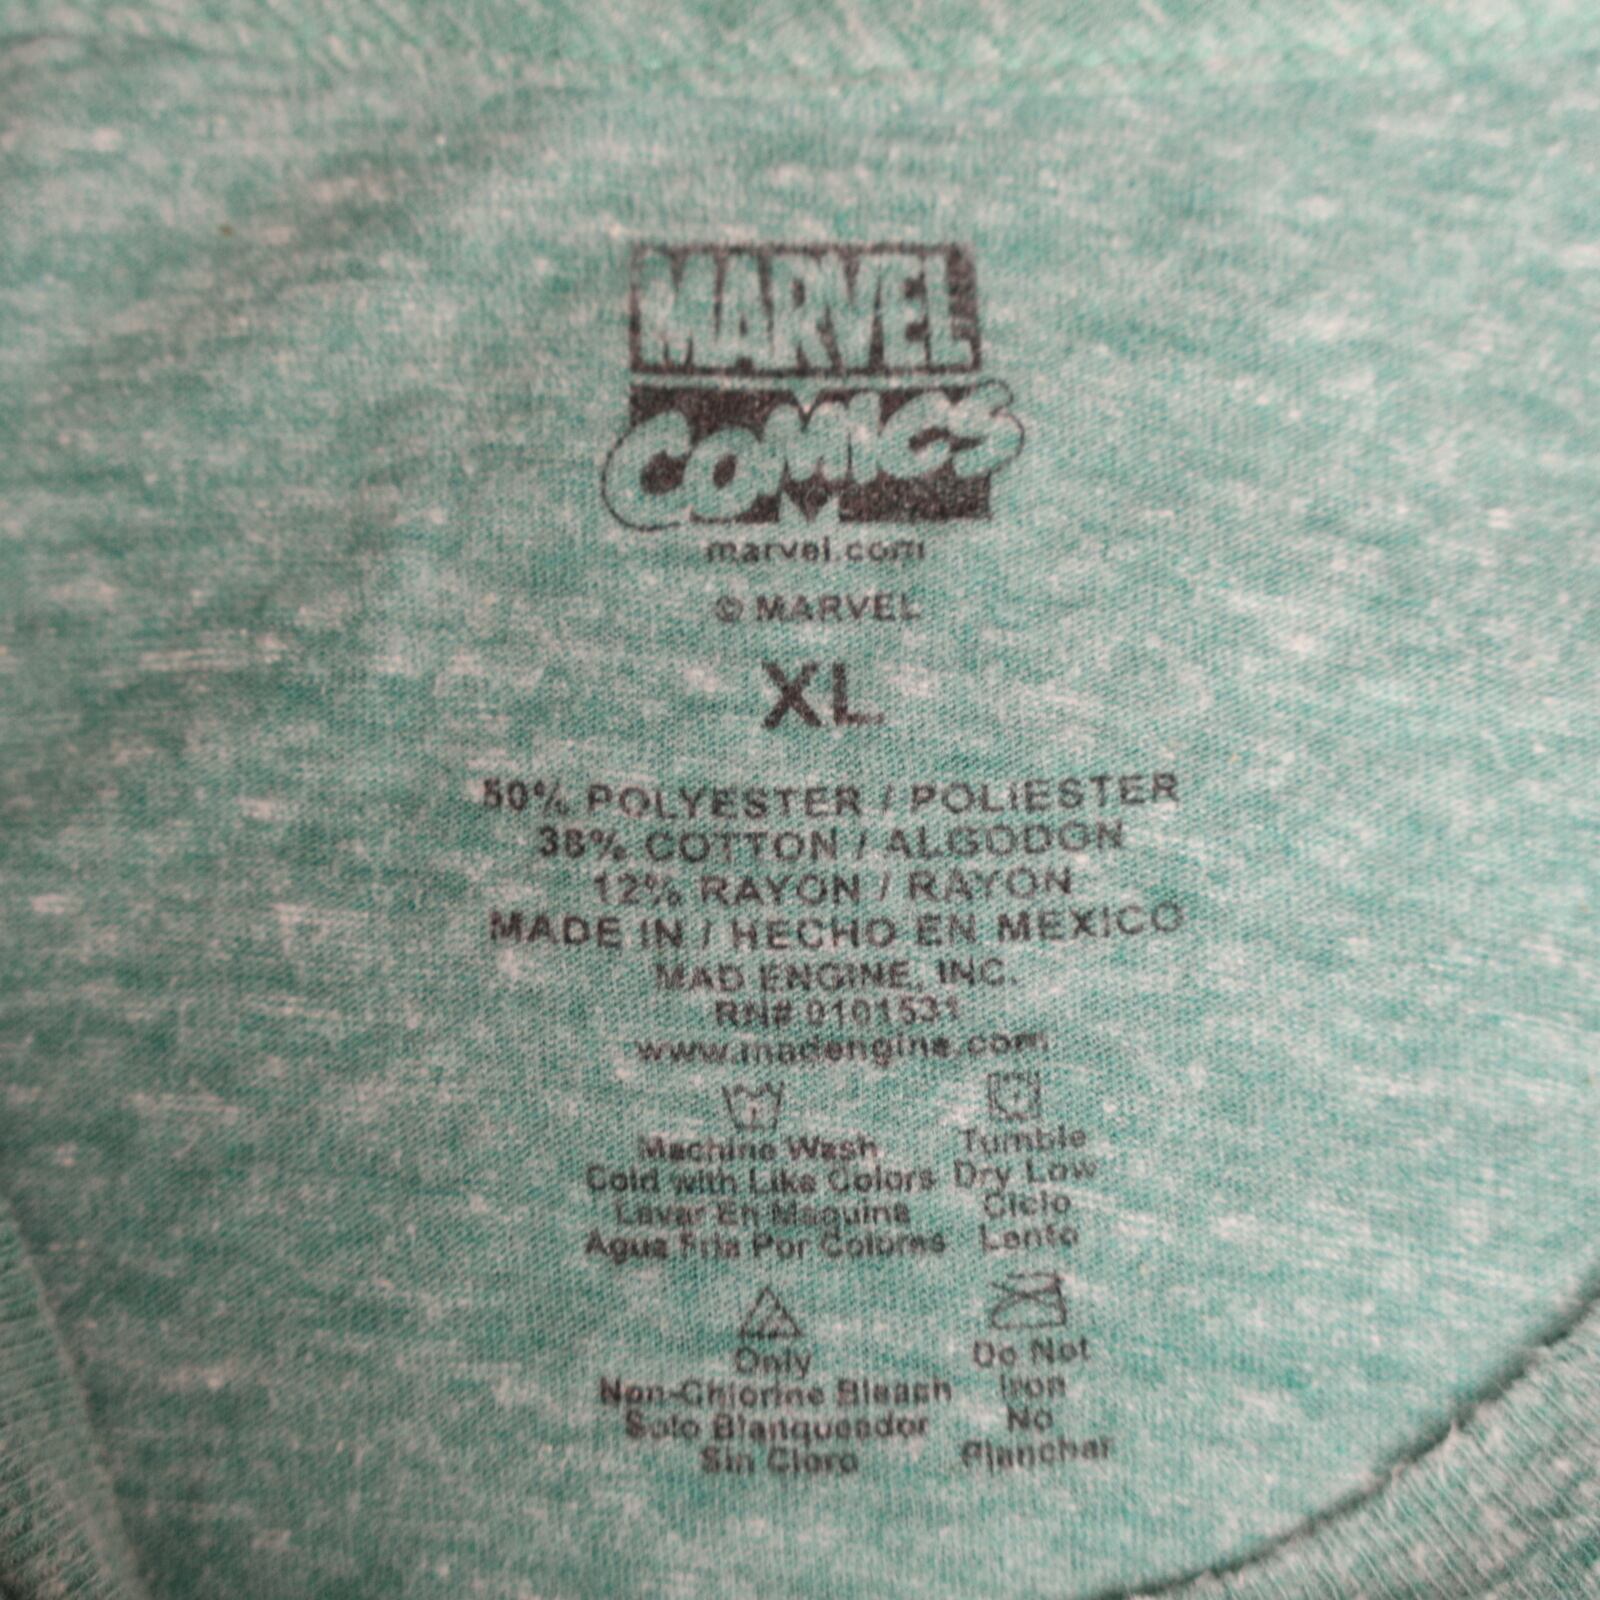 MARVEL
COMICS
marvel.com
© MARVEL
XL
50% POLYESTER / POLIESTER
38% COTTON / ALGODON
12% RAYON / RAYON
MADE IN / HECHO EN MEXICO
MAD ENGINE, INC.
RN# 0101531
www.madengine.com
Machine Wash
Cold with Like Colors
Lavar En Maquina
Agua Fria Por Colores
Tumble
Dry Low
Ciclo
Lento
Only
Non-Chlorine Bleach
Solo Blanqueador
Sin Cloro
Do Not
Iron
No
Planchar